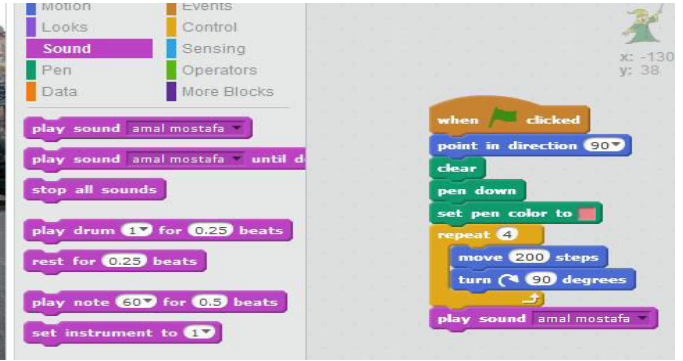 Motion
Events
Looks
Control
Sound
Sensing
Pen
Operators
Data
More Blocks
play sound amal mostafa
play sound amal mostafa until
stop all sounds
play drum 1 for 0.25 beats
rest for 0.25 beats
play note 60 for 0.5 beats
set instrument to 1
x: -130
y: 38
when clicked
point in direction 90
clear
pen down
set pen color to
repeat 4
move 200 steps
turn 90 degrees
play sound amal mostafa